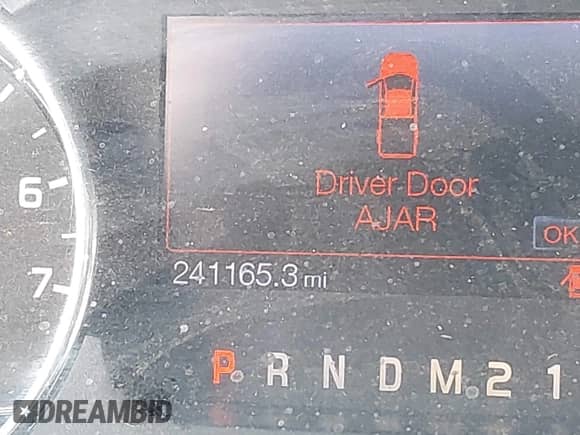 6
7
Driver Door
AJAR
OK
241165.3 mi
P R N D M 2 1
DREAMBID